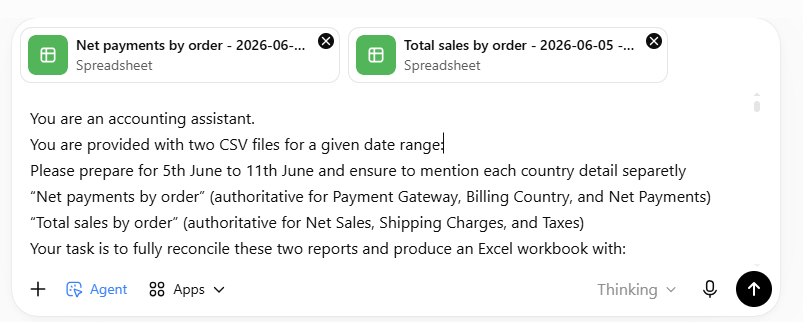 Net payments by order - 2026-06-...
Spreadsheet
Total sales by order - 2026-06-05 -...
Spreadsheet
You are an accounting assistant.
You are provided with two CSV files for a given date range:
Please prepare for 5th June to 11th June and ensure to mention each country detail separetly
“Net payments by order” (authoritative for Payment Gateway, Billing Country, and Net Payments)
“Total sales by order” (authoritative for Net Sales, Shipping Charges, and Taxes)
Your task is to fully reconcile these two reports and produce an Excel workbook with:
Agent
Apps
Thinking